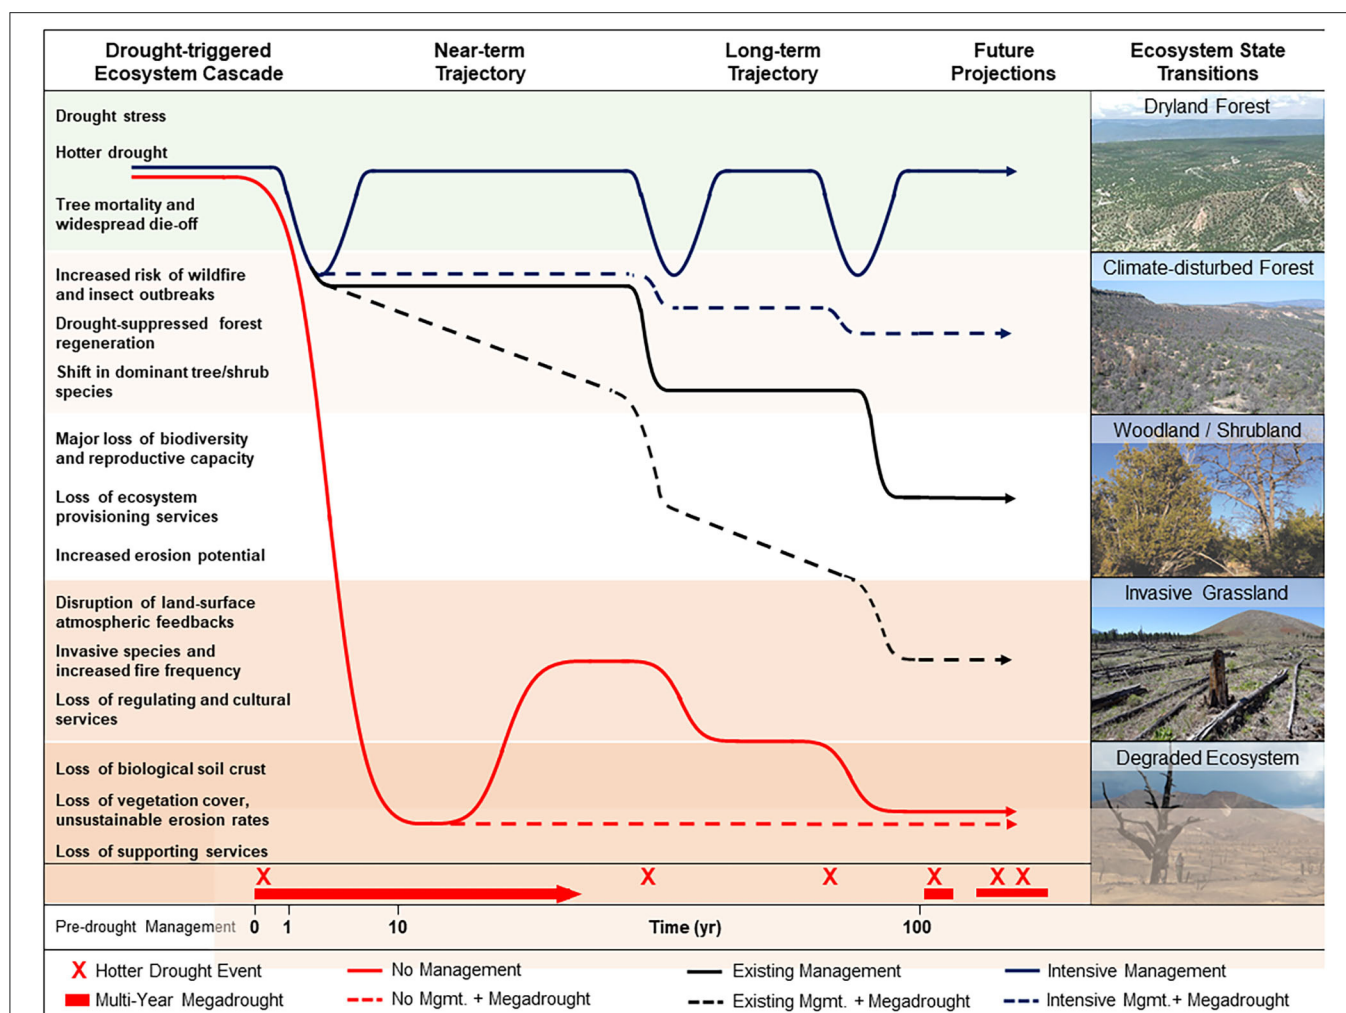 Drought-triggered
Ecosystem Cascade
Near-term
Trajectory
Long-term
Trajectory
Future
Projections
Ecosystem State
Transitions
Drought stress
Hotter drought
Tree mortality and
widespread die-off
Increased risk of wildfire
and insect outbreaks
Drought-suppressed forest
regeneration
Shift in dominant tree/shrub
species
Major loss of biodiversity
and reproductive capacity
Loss of ecosystem
provisioning services
Increased erosion potential
Disruption of land-surface
atmospheric feedbacks
Invasive species and
increased fire frequency
Loss of regulating and cultural
services
Loss of biological soil crust
Loss of vegetation cover,
unsustainable erosion rates
Loss of supporting services
Dryland Forest
Climate-disturbed Forest
Woodland / Shrubland
Invasive Grassland
Degraded Ecosystem
X X X X X X
Pre-drought Management 0 1 10 Time (yr) 100
X Hotter Drought Event
No Management
Existing Management
Intensive Management
Multi-Year Megadrought
No Mgmt. + Megadrought
Existing Mgmt. + Megadrought
Intensive Mgmt.+ Megadrought